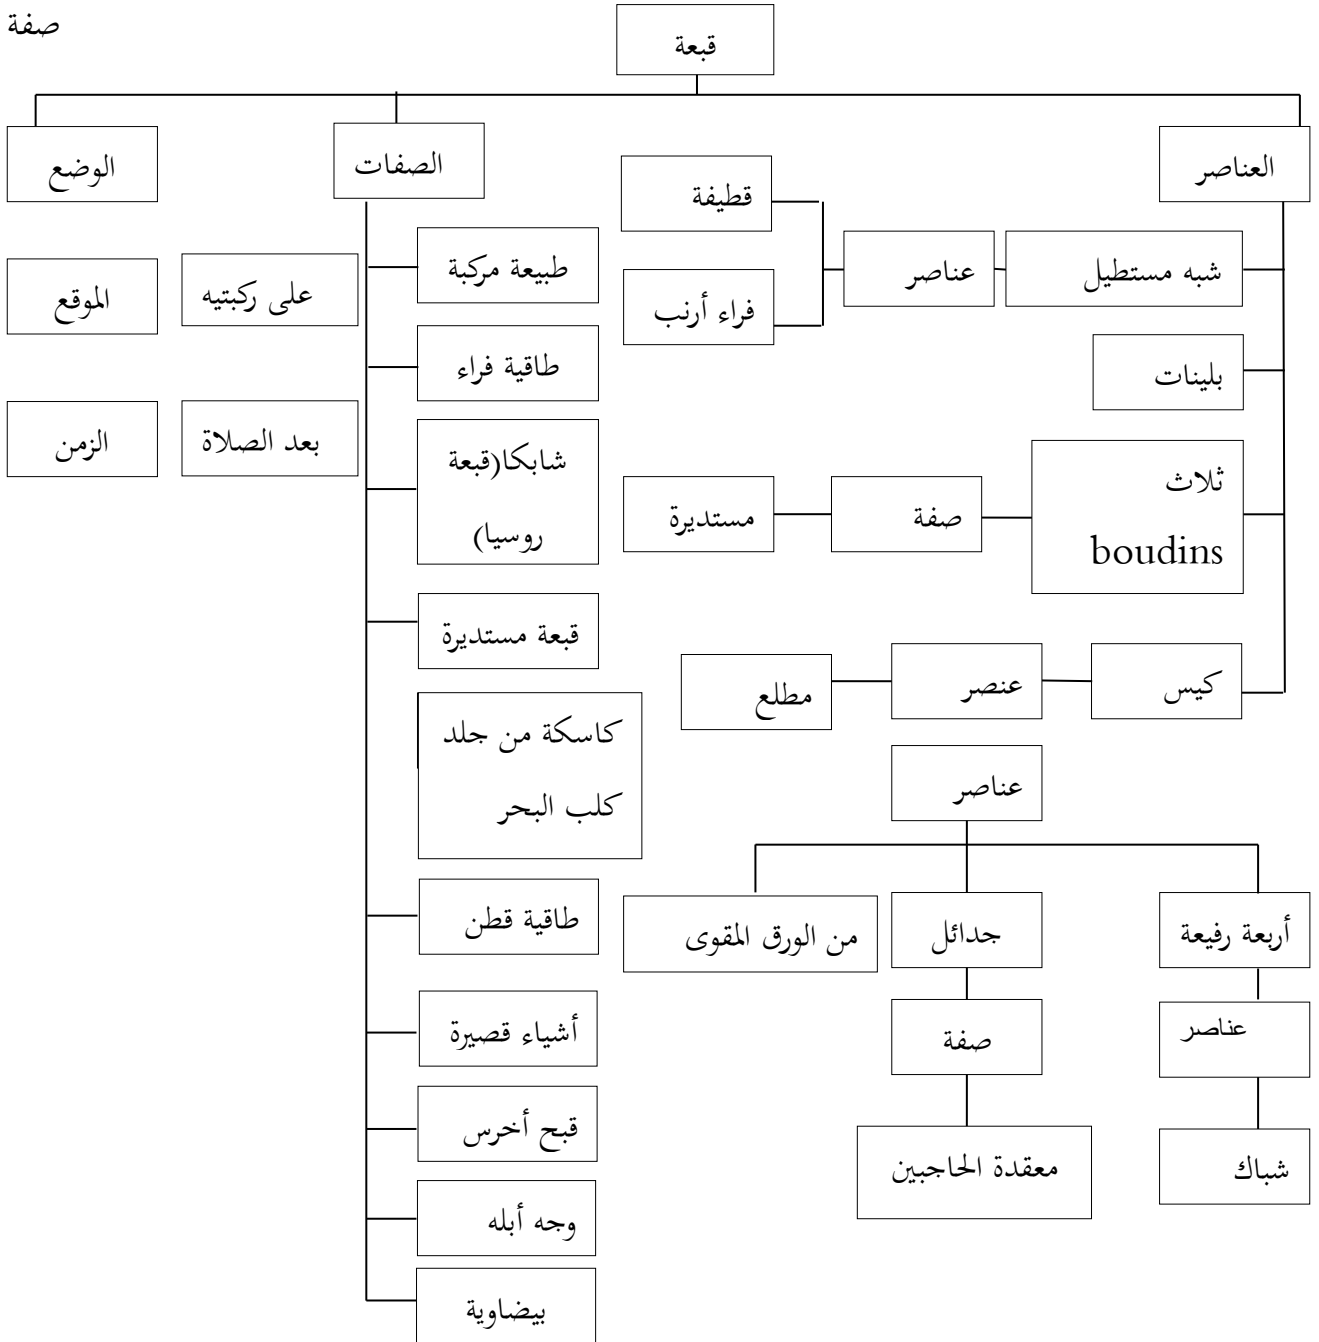 صفة
قبعة
العناصر
الصفات
الوضع
شبه مستطيل
عناصر
قطيفة
فراء أرنب
بلينات
ثلاث
boudins
صفة
مستديرة
كيس
عنصر
مطلع
عناصر
أربعة رفيعة
جدائل
من الورق المقوى
عناصر
صفة
شباك
معقدة الحاجبين
طبيعة مركبة
طاقية فراء
شابكا(قبعة
روسيا)
قبعة مستديرة
كاسكة من جلد
كلب البحر
طاقية قطن
أشياء قصيرة
قبح أخرس
وجه أبله
بيضاوية
على ركبتيه
الموقع
بعد الصلاة
الزمن